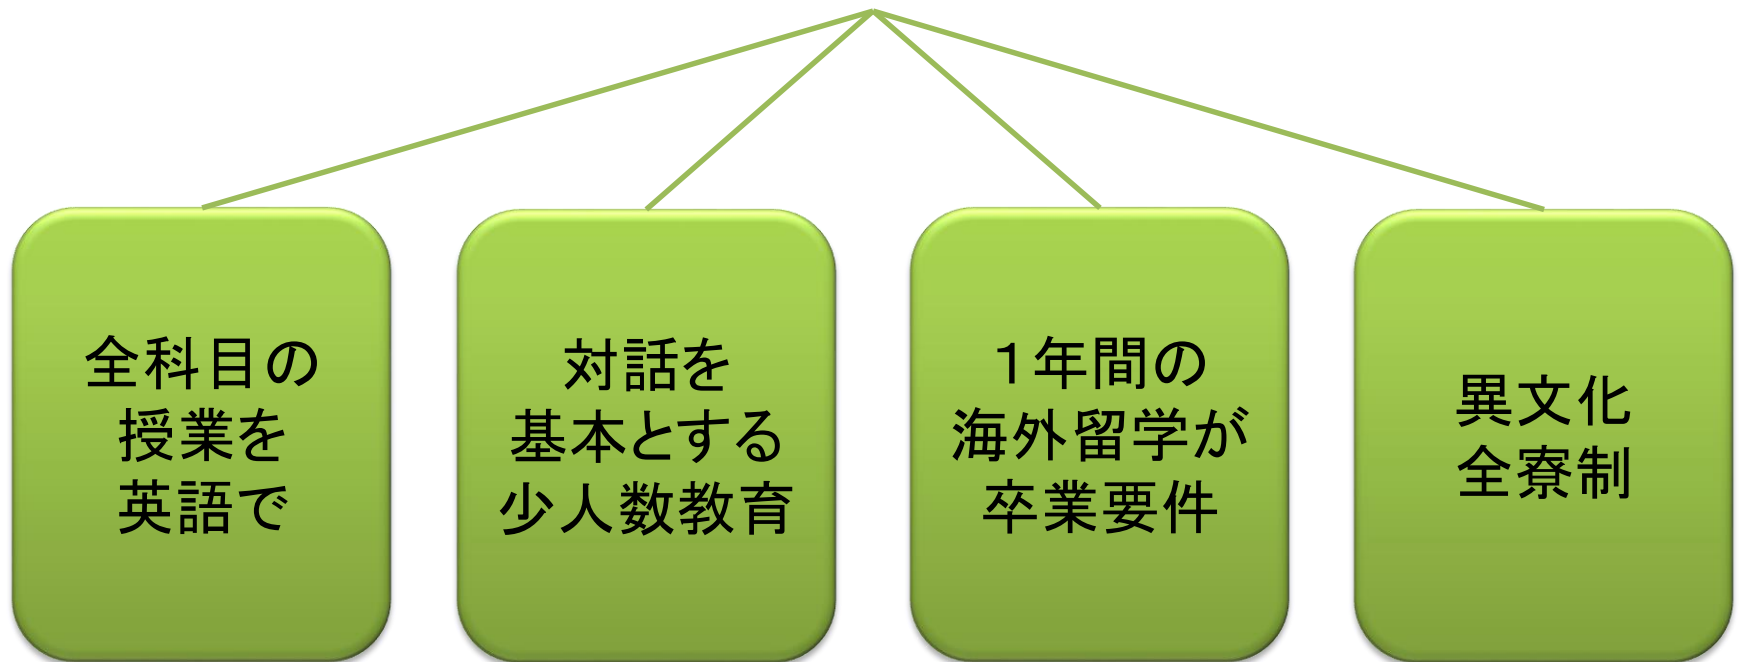 全科目の
授業を
英語で
対話を
基本とする
少人数教育
１年間の
海外留学が
卒業要件
異文化
全寮制